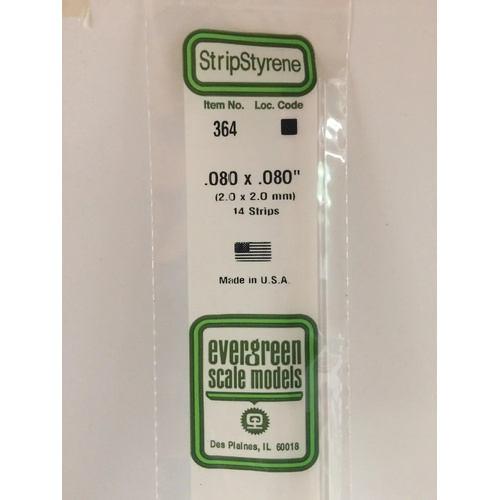 StripStyrene
Item No. Loc. Code
364
.080 x .080"
(2.0 x 2.0 mm)
14 Strips
Made in U.S.A.
evergreen
scale models
Des Plaines, IL 60018